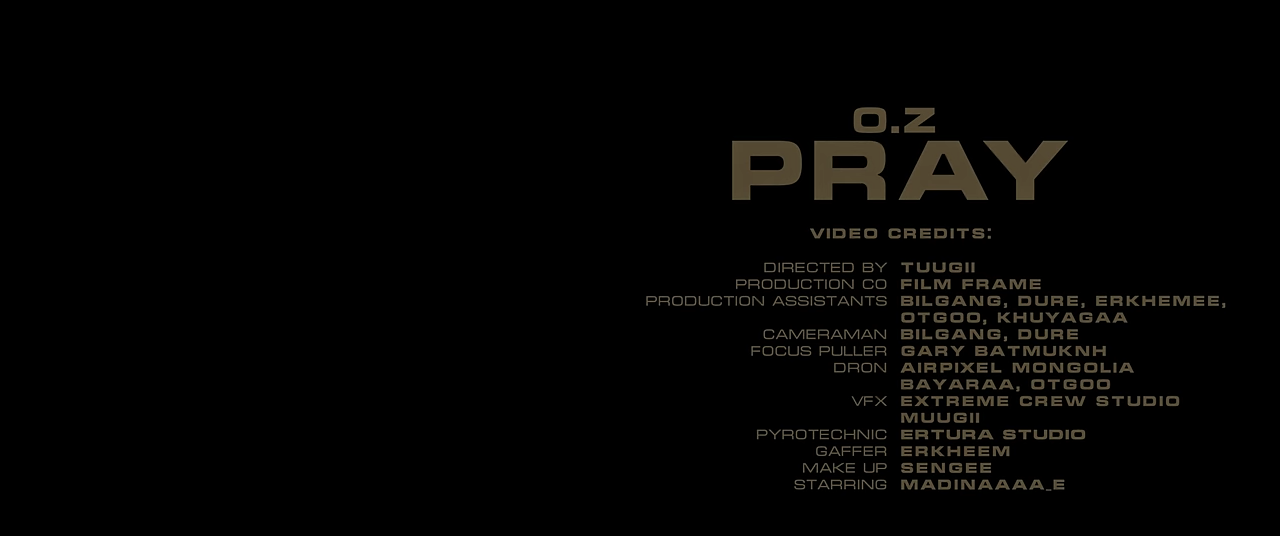 O.Z
PRAY
VIDEO CREDITS:
DIRECTED BY TUUGII
PRODUCTION CO FILM FRAME
PRODUCTION ASSISTANTS BILGANG, DURE, ERKHEMEE,
OTGOO, KHUYAGAA
CAMERAMAN BILGANG, DURE
FOCUS PULLER GARY BATMUKNH
DRON AIRPIXEL MONGOLIA
BAYARAA, OTGOO
VFX EXTREME CREW STUDIO
MUUGII
PYROTECHNIC ERTURA STUDIO
GAFFER ERKHEEM
MAKE UP SENGEE
STARRING MADINAAAA_E